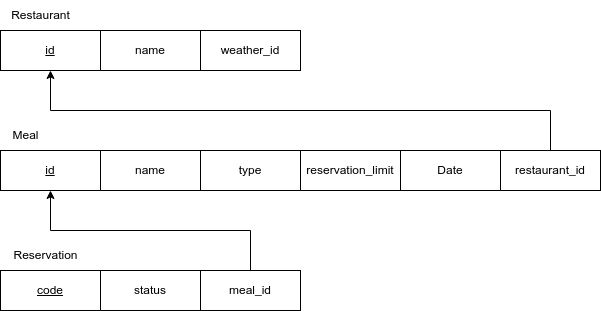 Restaurant
id name weather_id
Meal
id name type reservation_limit Date restaurant_id
Reservation
code status meal_id